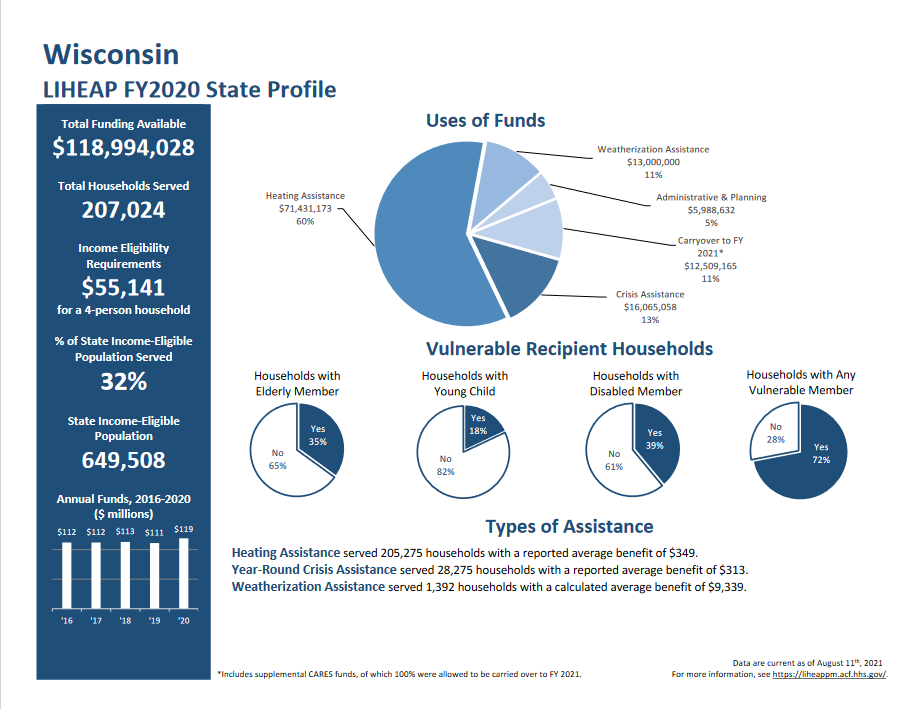 Wisconsin
LIHEAP FY2020 State Profile
Total Funding Available
$118,994,028
Total Households Served
207,024
Income Eligibility
Requirements
$55,141
for a 4-person household
% of State Income-Eligible
Population Served
32%
State Income-Eligible
Population
649,508
Annual Funds, 2016-2020
($ millions)
$112 $112 $113 $111 $119
'16 '17 '18 '19 '20
Uses of Funds
Heating Assistance
$71,431,173
60%
Weatherization Assistance
$13,000,000
11%
Administrative & Planning
$5,988,632
5%
Carryover to FY
2021*
$12,509,165
11%
Crisis Assistance
$16,065,058
13%
Vulnerable Recipient Households
Households with
Elderly Member
Yes
35%
No
65%
Households with
Young Child
Yes
18%
No
82%
Households with
Disabled Member
Yes
39%
No
61%
Households with Any
Vulnerable Member
No
28%
Yes
72%
Types of Assistance
Heating Assistance served 205,275 households with a reported average benefit of $349.
Year-Round Crisis Assistance served 28,275 households with a reported average benefit of $313.
Weatherization Assistance served 1,392 households with a calculated average benefit of $9,339.
*Includes supplemental CARES funds, of which 100% were allowed to be carried over to FY 2021.
Data are current as of August 11th, 2021
For more information, see https://liheappm.acf.hhs.gov/.